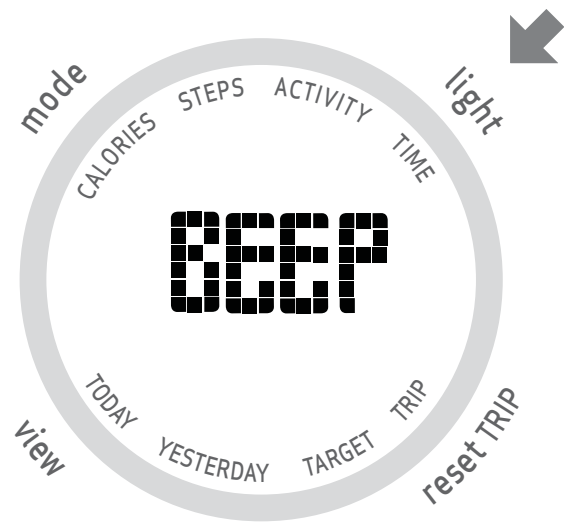 mode
light
CALORIES
STEPS
ACTIVITY
TIME
BEEP
TODAY
YESTERDAY
TARGET
TRIP
view
reset TRIP